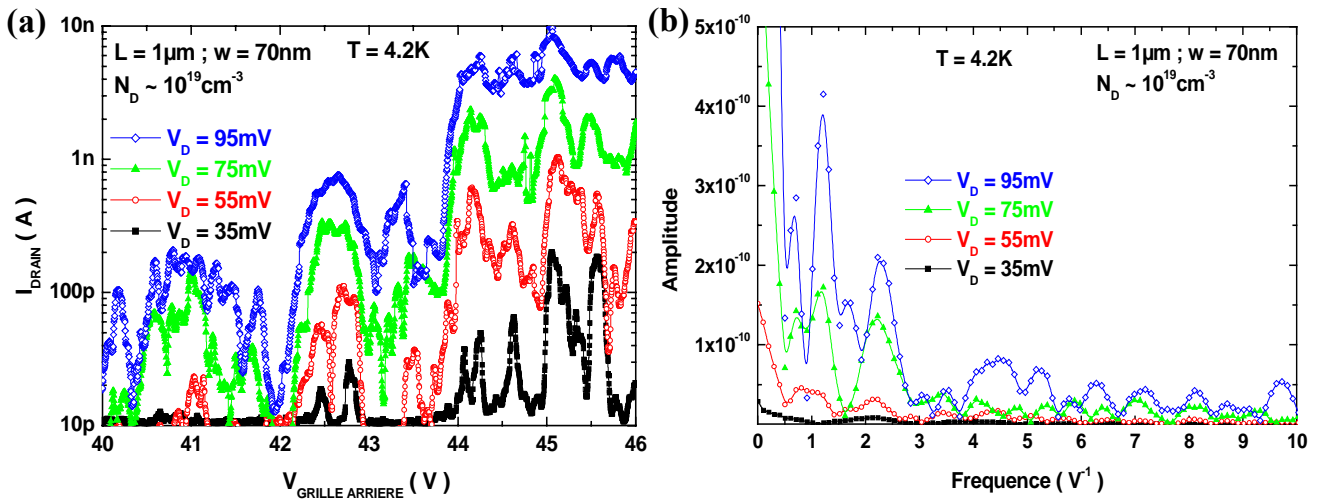 (a)
10n
1n
100p
10p
I_DRAIN ( A )
L = 1µm ; w = 70nm
T = 4.2K
N_D ~ 10^19cm^-3
V_D = 95mV
V_D = 75mV
V_D = 55mV
V_D = 35mV
40 41 42 43 44 45 46
V_GRILLE ARRIERE ( V )
(b)
5x10^-10
4x10^-10
3x10^-10
2x10^-10
1x10^-10
Amplitude
T = 4.2K
L = 1µm ; w = 70nm
N_D ~ 10^19cm^-3
V_D = 95mV
V_D = 75mV
V_D = 55mV
V_D = 35mV
0 1 2 3 4 5 6 7 8 9 10
Frequence ( V^-1 )